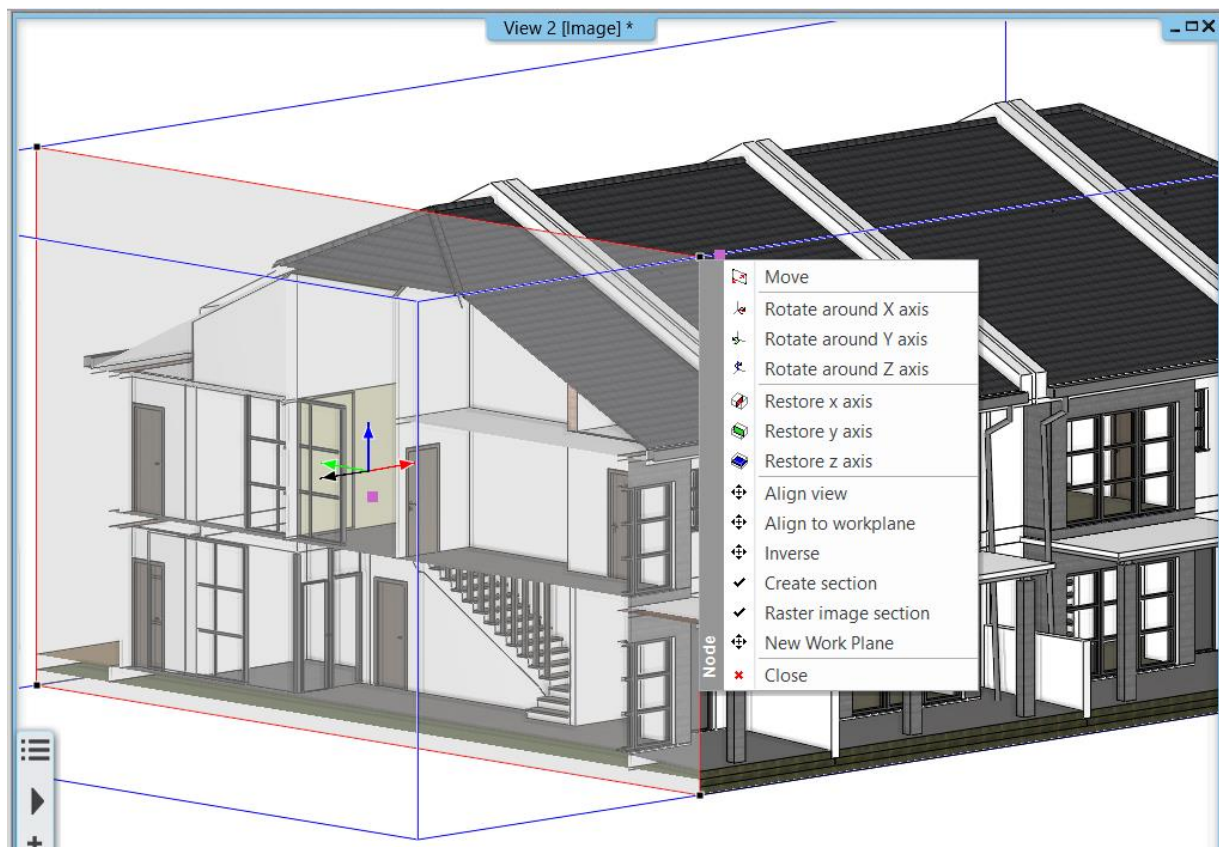 View 2 [Image] *
Move
Rotate around X axis
Rotate around Y axis
Rotate around Z axis
Restore x axis
Restore y axis
Restore z axis
Align view
Align to workplane
Inverse
Create section
Raster image section
New Work Plane
Close
Node